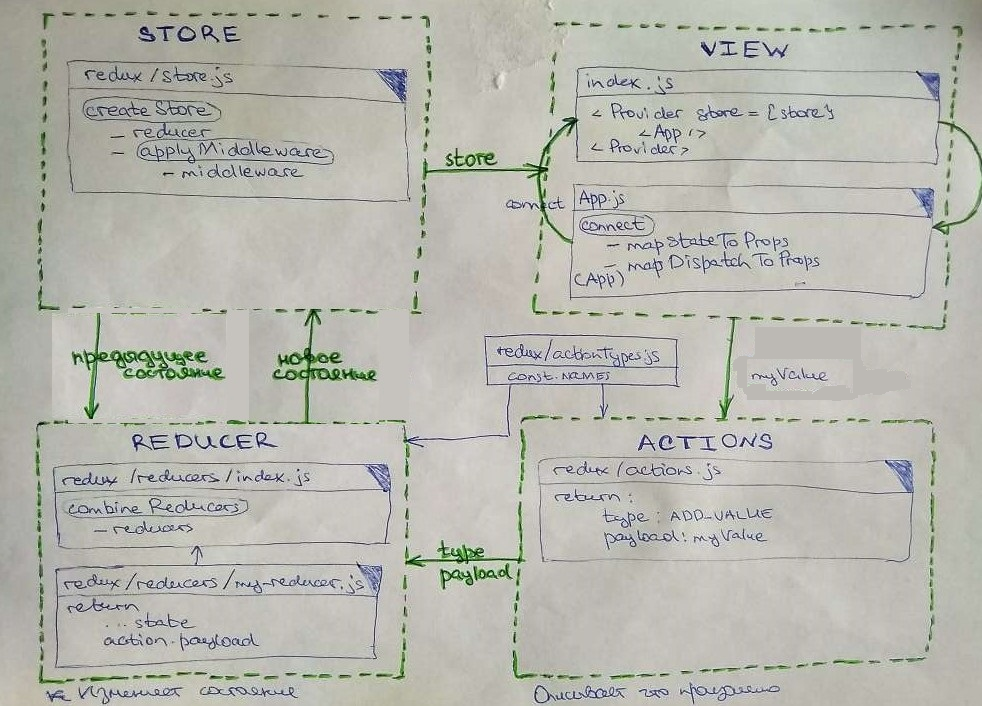 STORE
redux/store.js
createStore
- reducer
- applyMiddleware
- middleware
store
VIEW
index.js
< Provider store = {store}
<App />
< Provider>
connect
App.js
connect
- mapStateToProps
- mapDispatchToProps
(App)
предыдущее
состояние
новое
состояние
redux/actionTypes.js
const.NAMES
myValue
REDUCER
redux/reducers/index.js
combineReducers
- reducers
redux/reducers/my-reducer.js
return
...state
action.payload
Изменяет состояние
type
payload
ACTIONS
redux/actions.js
return:
type: ADD_VALUE
payload: myValue
Описывает что